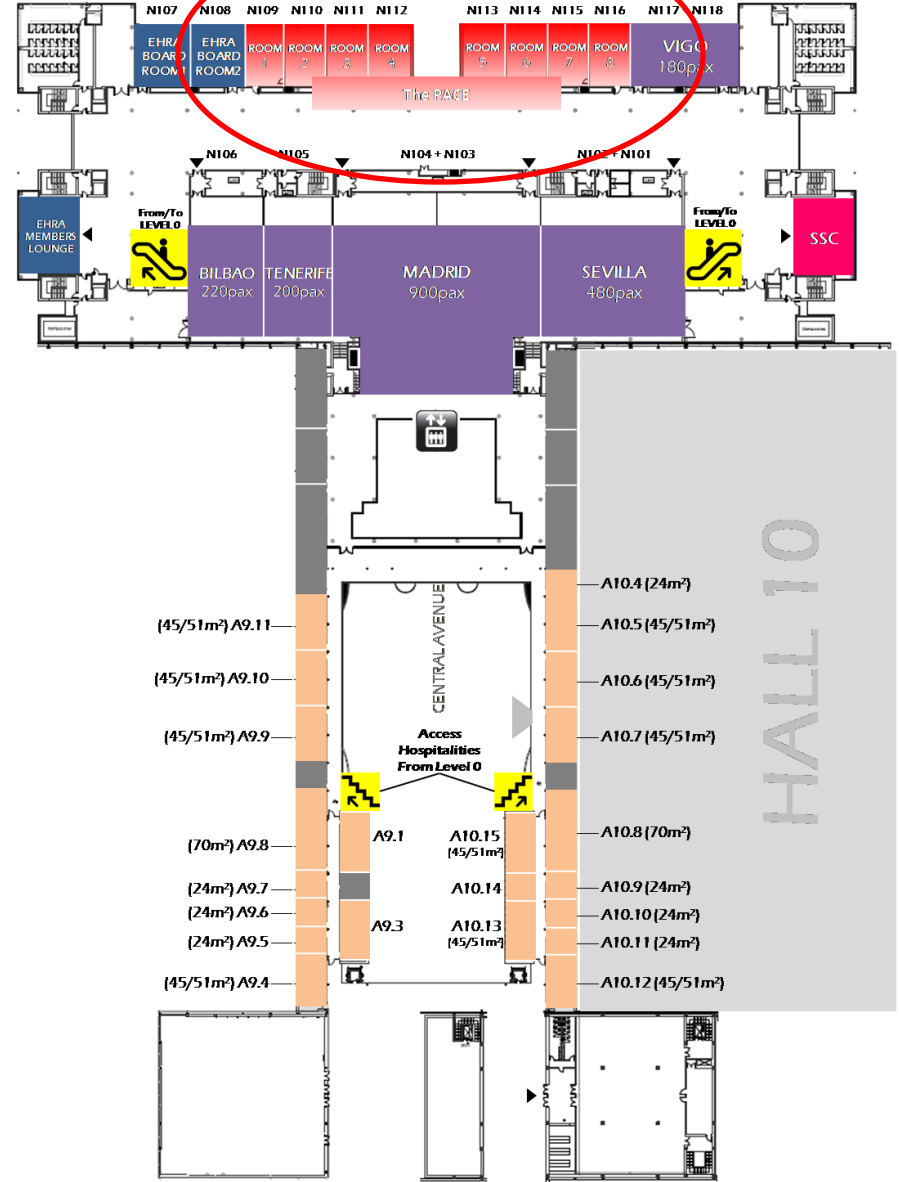 N107 N108 N109 N110 N111 N112 N113 N114 N115 N116 N117 N118
EHRA
BOARD
ROOM1
EHRA
BOARD
ROOM2
ROOM
1
ROOM
2
ROOM
3
ROOM
4
ROOM
5
ROOM
6
ROOM
7
ROOM
8
VIGO
180pax
The PACE
N106 N105 N104 + N103 N102 + N101
EHRA
MEMBERS
LOUNGE
From/To
LEVEL0
BILBAO
220pax
TENERIFE
200pax
MADRID
900pax
SEVILLA
480pax
From/To
LEVEL0
SSC
HALL 10
CENTRAL AVENUE
Access
Hospitalities
From Level 0
(45/51m²) A9.11
(45/51m²) A9.10
(45/51m²) A9.9
(70m²) A9.8
(24m²) A9.7
(24m²) A9.6
(24m²) A9.5
(45/51m²) A9.4
A9.1
A9.3
A10.15
(45/51m²)
A10.14
A10.13
(45/51m²)
A10.4 (24m²)
A10.5 (45/51m²)
A10.6 (45/51m²)
A10.7 (45/51m²)
A10.8 (70m²)
A10.9 (24m²)
A10.10 (24m²)
A10.11 (24m²)
A10.12 (45/51m²)